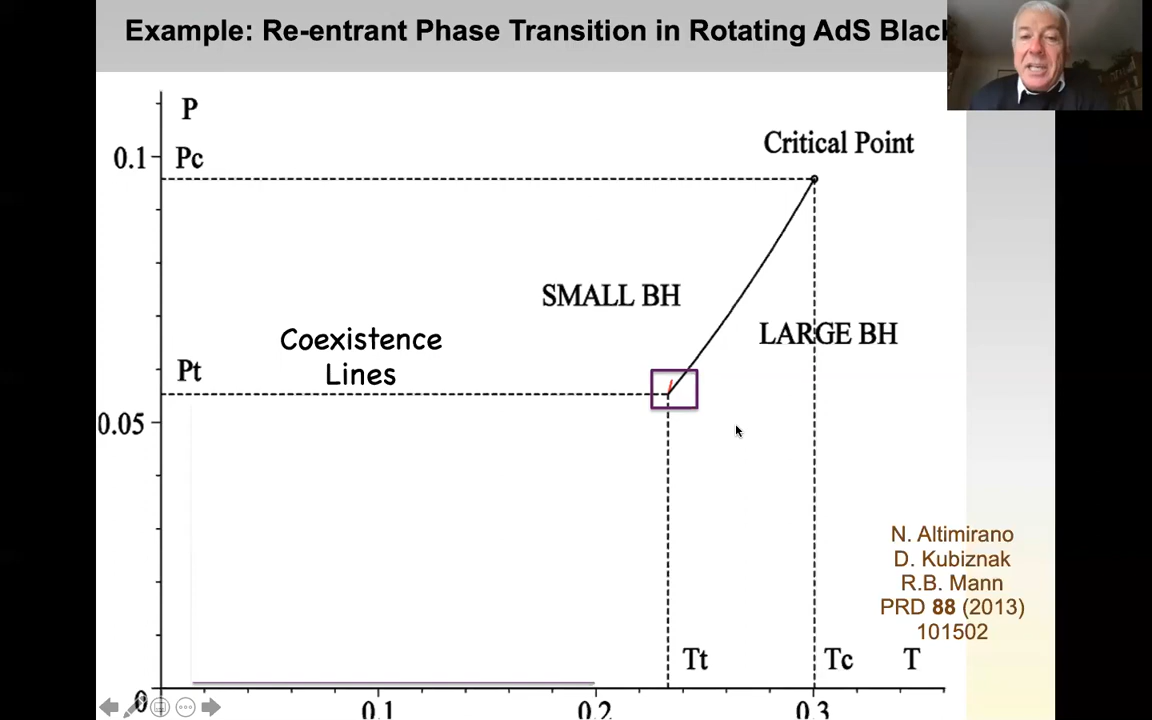 Example: Re-entrant Phase Transition in Rotating AdS Black
P
0.1
Pc
Critical Point
SMALL BH
LARGE BH
Coexistence
Lines
Pt
0.05
N. Altimirano
D. Kubiznak
R.B. Mann
PRD 88 (2013)
101502
Tt
Tc
T
0
0.1
0.2
0.3